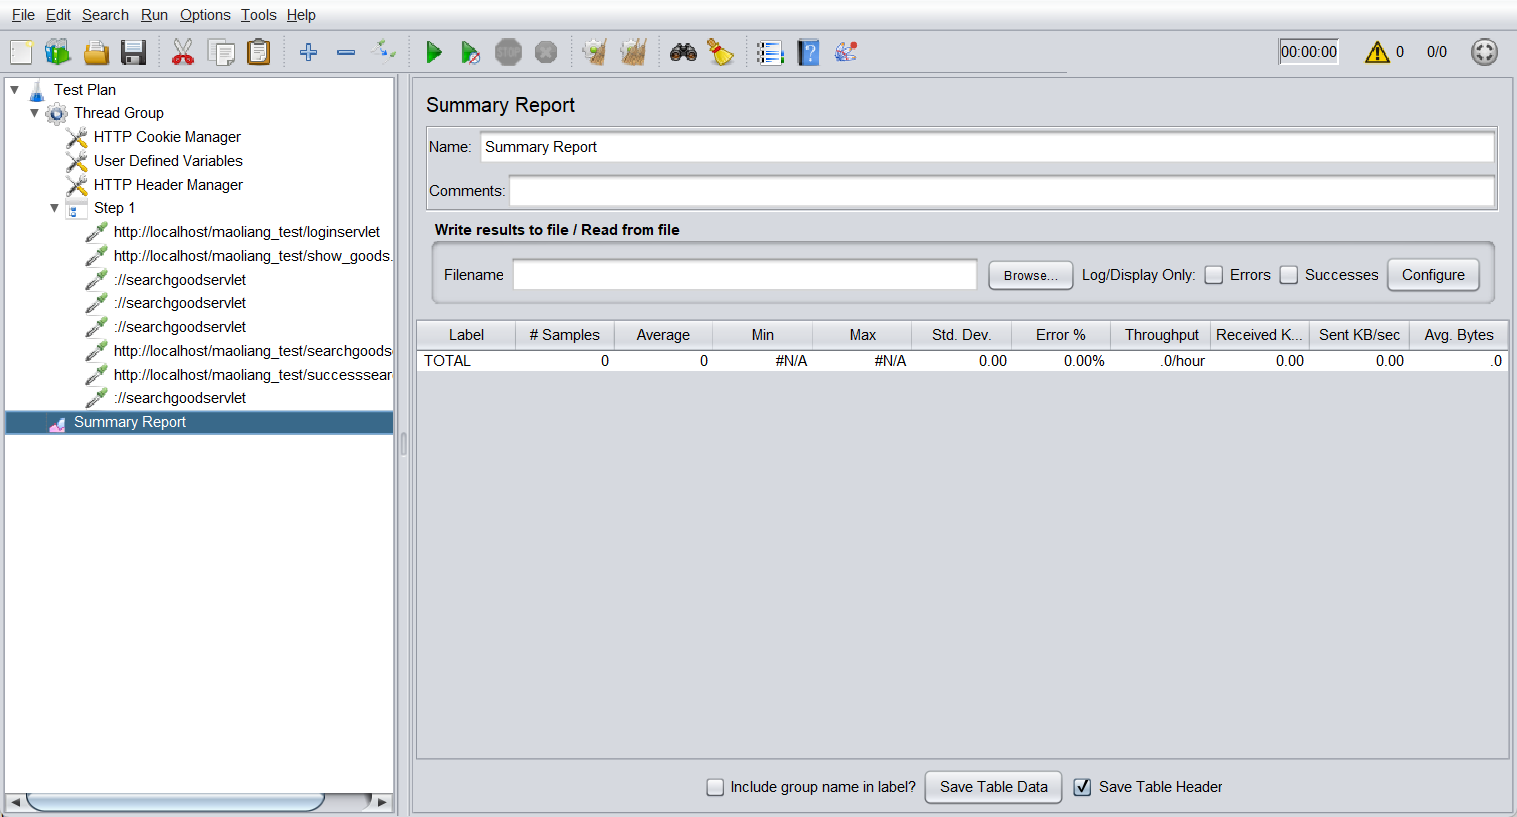 File Edit Search Run Options Tools Help
STOP
00:00:00 0 0/0
Test Plan
Thread Group
HTTP Cookie Manager
User Defined Variables
HTTP Header Manager
Step 1
http://localhost/maoliang_test/loginservlet
http://localhost/maoliang_test/show_goods.
://searchgoodservlet
://searchgoodservlet
://searchgoodservlet
http://localhost/maoliang_test/searchgoods
http://localhost/maoliang_test/successsear
://searchgoodservlet
Summary Report
Summary Report
Name: Summary Report
Comments:
Write results to file / Read from file
Filename Browse... Log/Display Only: Errors Successes Configure
Label # Samples Average Min Max Std. Dev. Error % Throughput Received K... Sent KB/sec Avg. Bytes
TOTAL 0 0 #N/A #N/A 0.00 0.00% .0/hour 0.00 0.00 .0
Include group name in label? Save Table Data Save Table Header